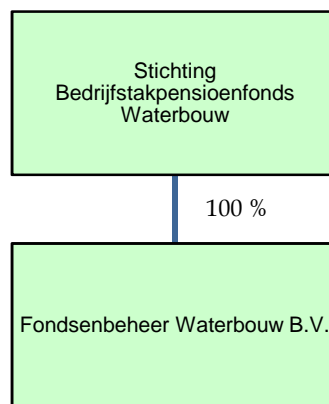 Stichting
Bedrijfstakpensioenfonds
Waterbouw
100 %
Fondsenbeheer Waterbouw B.V.